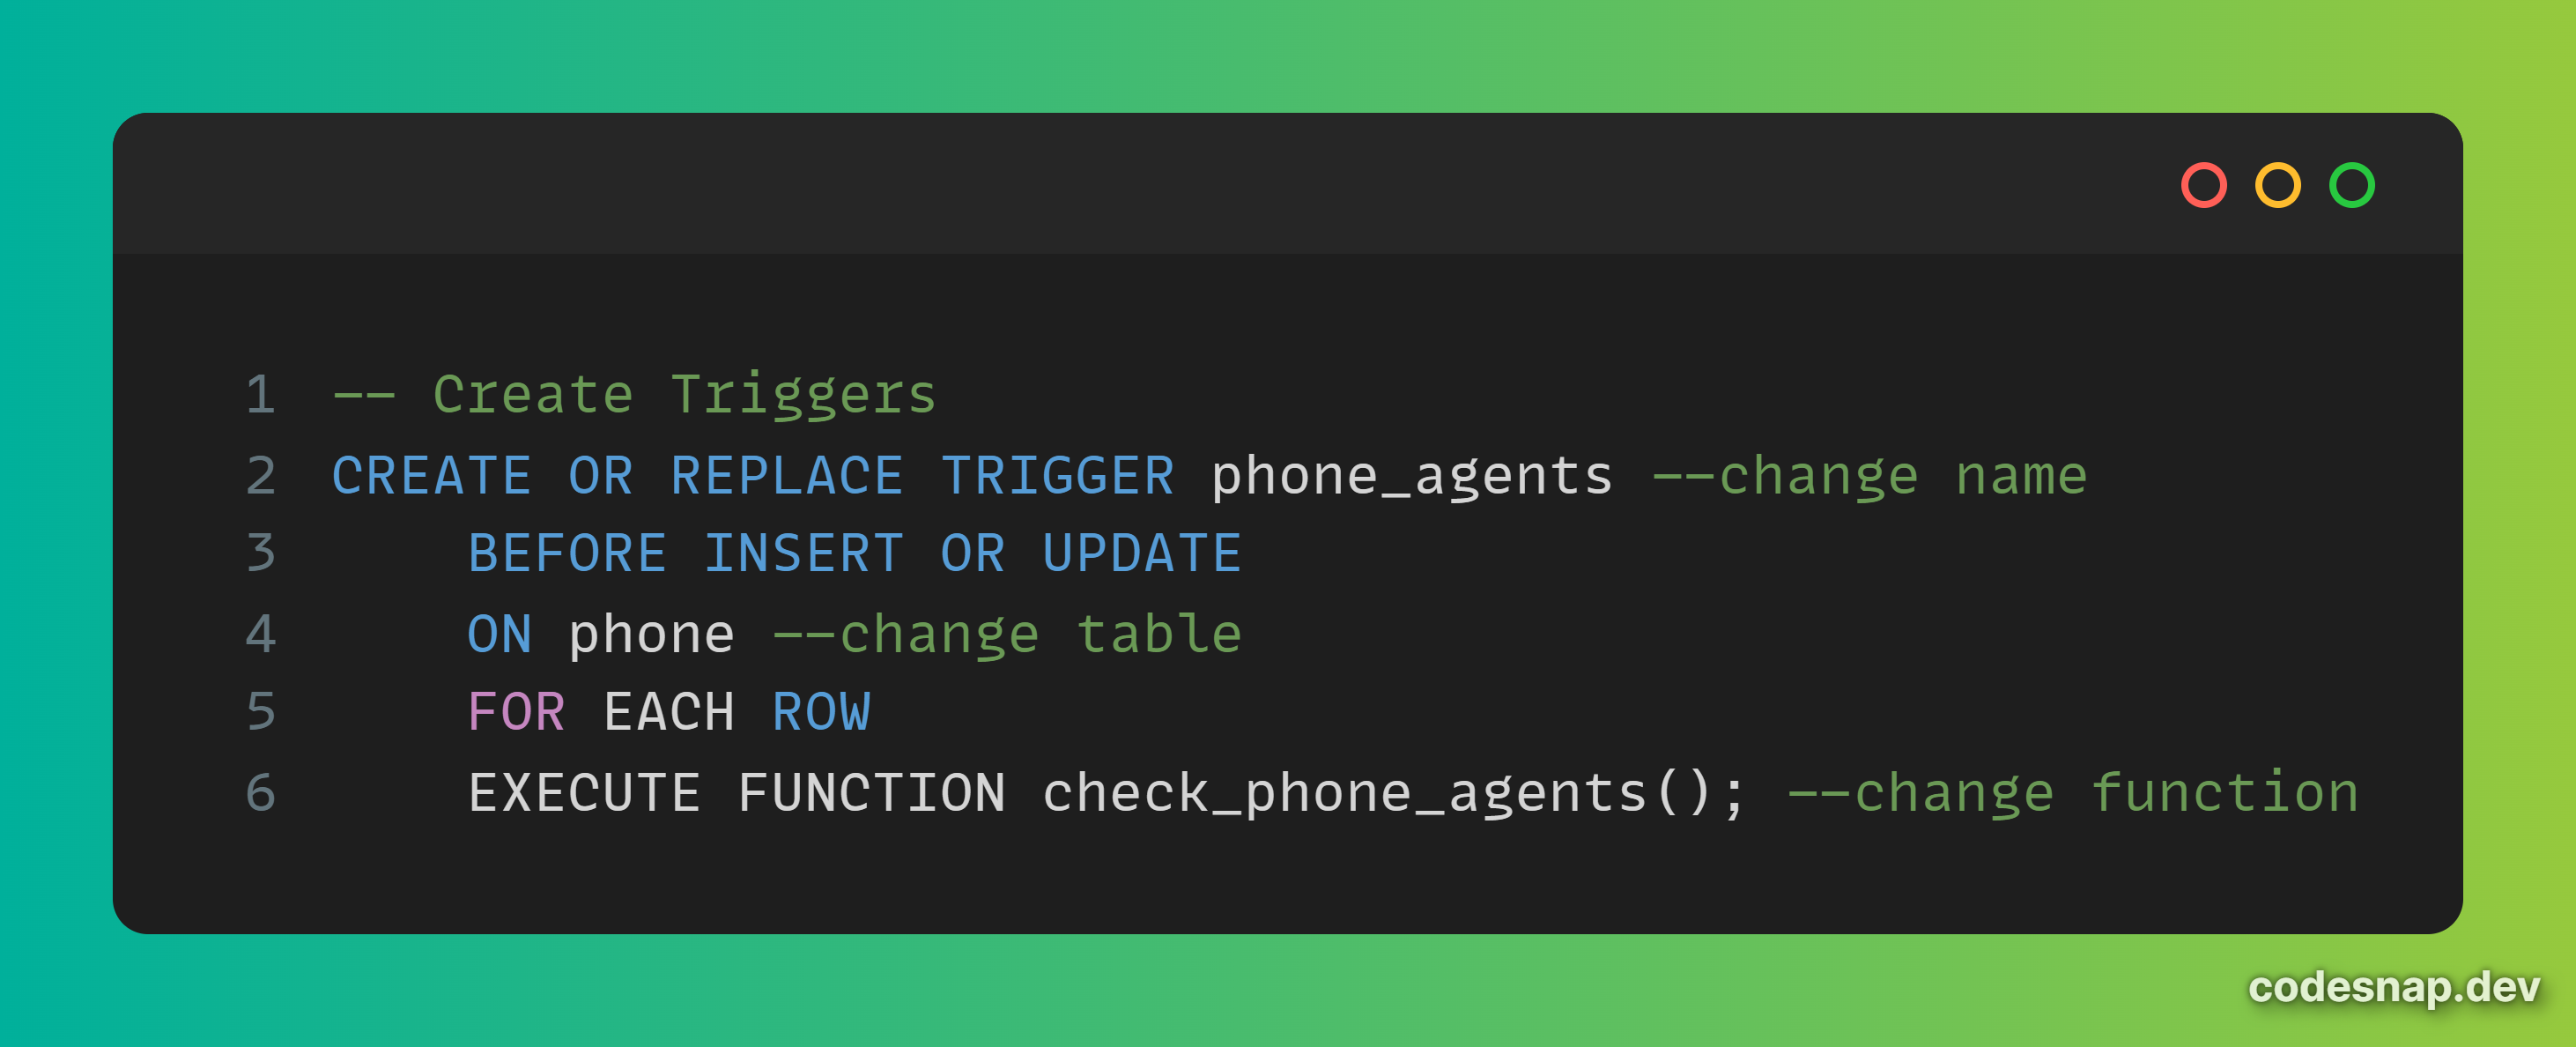 1 -- Create Triggers
2 CREATE OR REPLACE TRIGGER phone_agents --change name
3 BEFORE INSERT OR UPDATE
4 ON phone --change table
5 FOR EACH ROW
6 EXECUTE FUNCTION check_phone_agents(); --change function
codesnap.dev